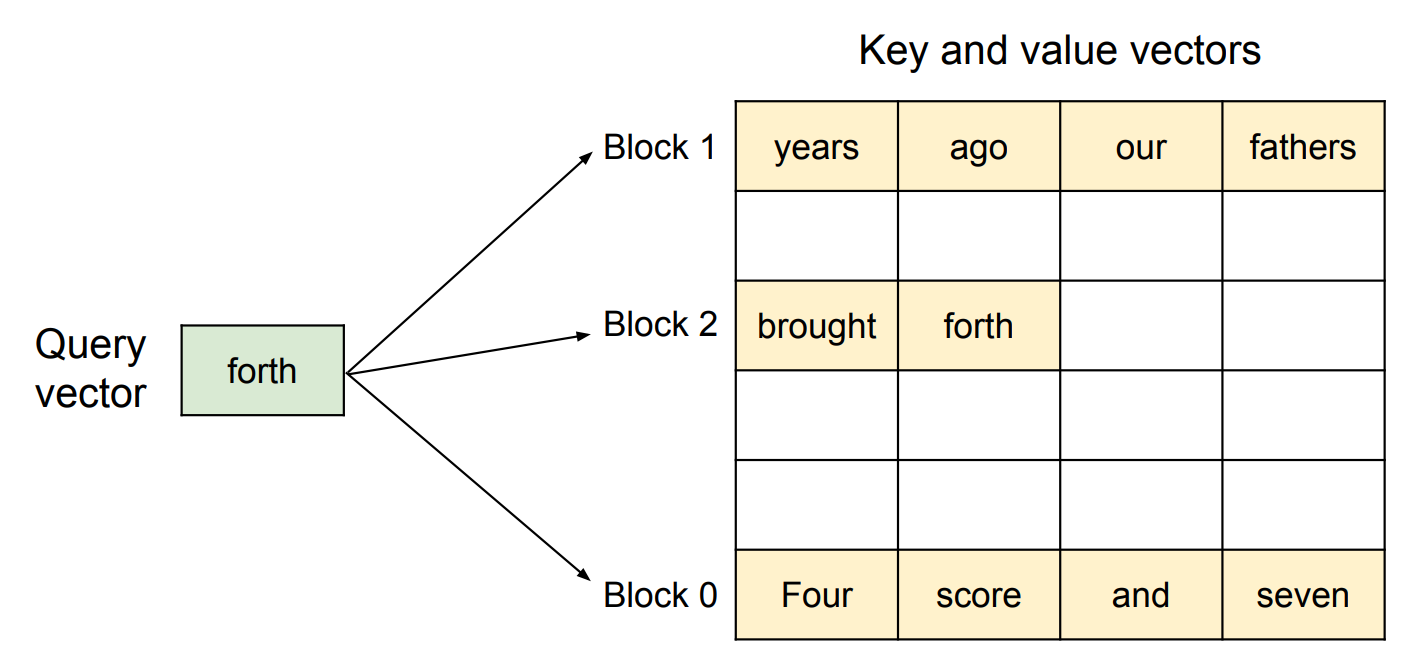 Key and value vectors
Block 1 years ago our fathers
Query
vector
forth
Block 2 brought forth
Block 0 Four score and seven